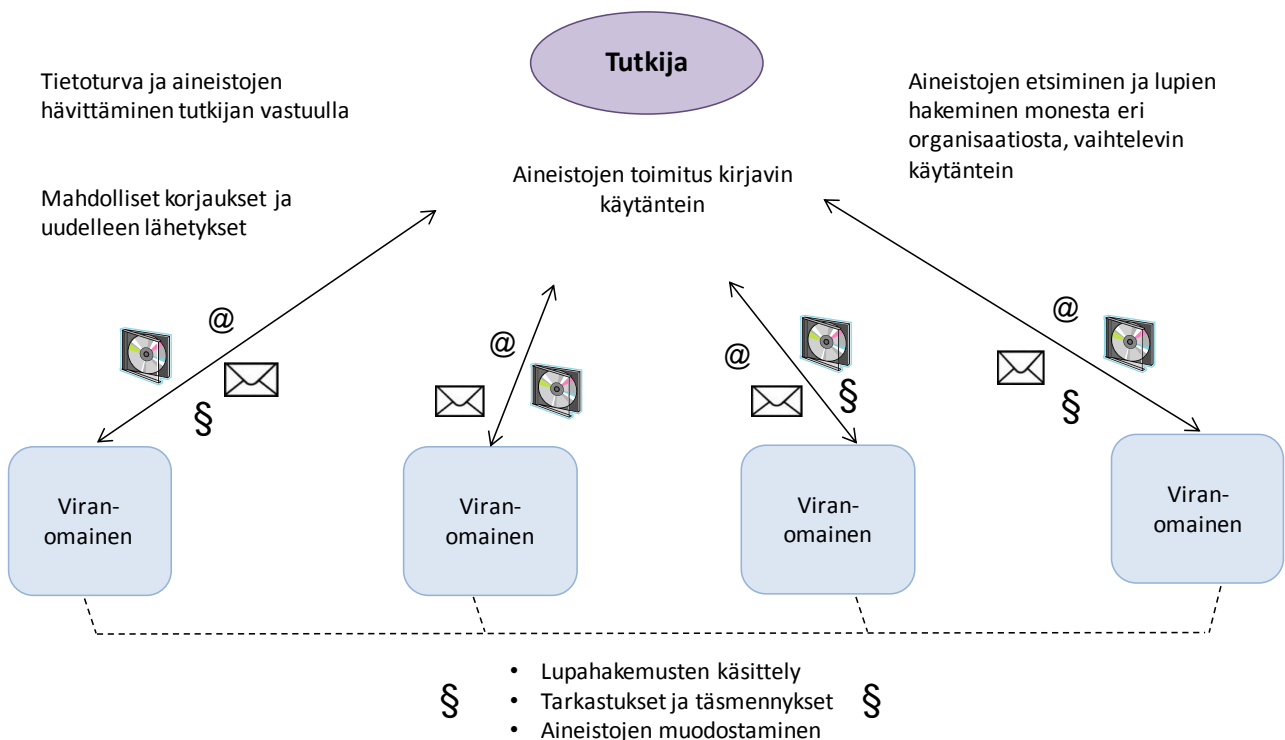 Tutkija
Tietoturva ja aineistojen
hävittäminen tutkijan vastuulla
Aineistojen etsiminen ja lupien
hakeminen monesta eri
organisaatiosta, vaihtelevin
käytäntein
Mahdolliset korjaukset ja
uudelleen lähetykset
Aineistojen toimitus kirjavin
käytäntein
@
§
@
@
§
@
§
Viran-
omainen
Viran-
omainen
Viran-
omainen
Viran-
omainen
§
• Lupahakemusten käsittely
• Tarkastukset ja täsmennykset
• Aineistojen muodostaminen
§